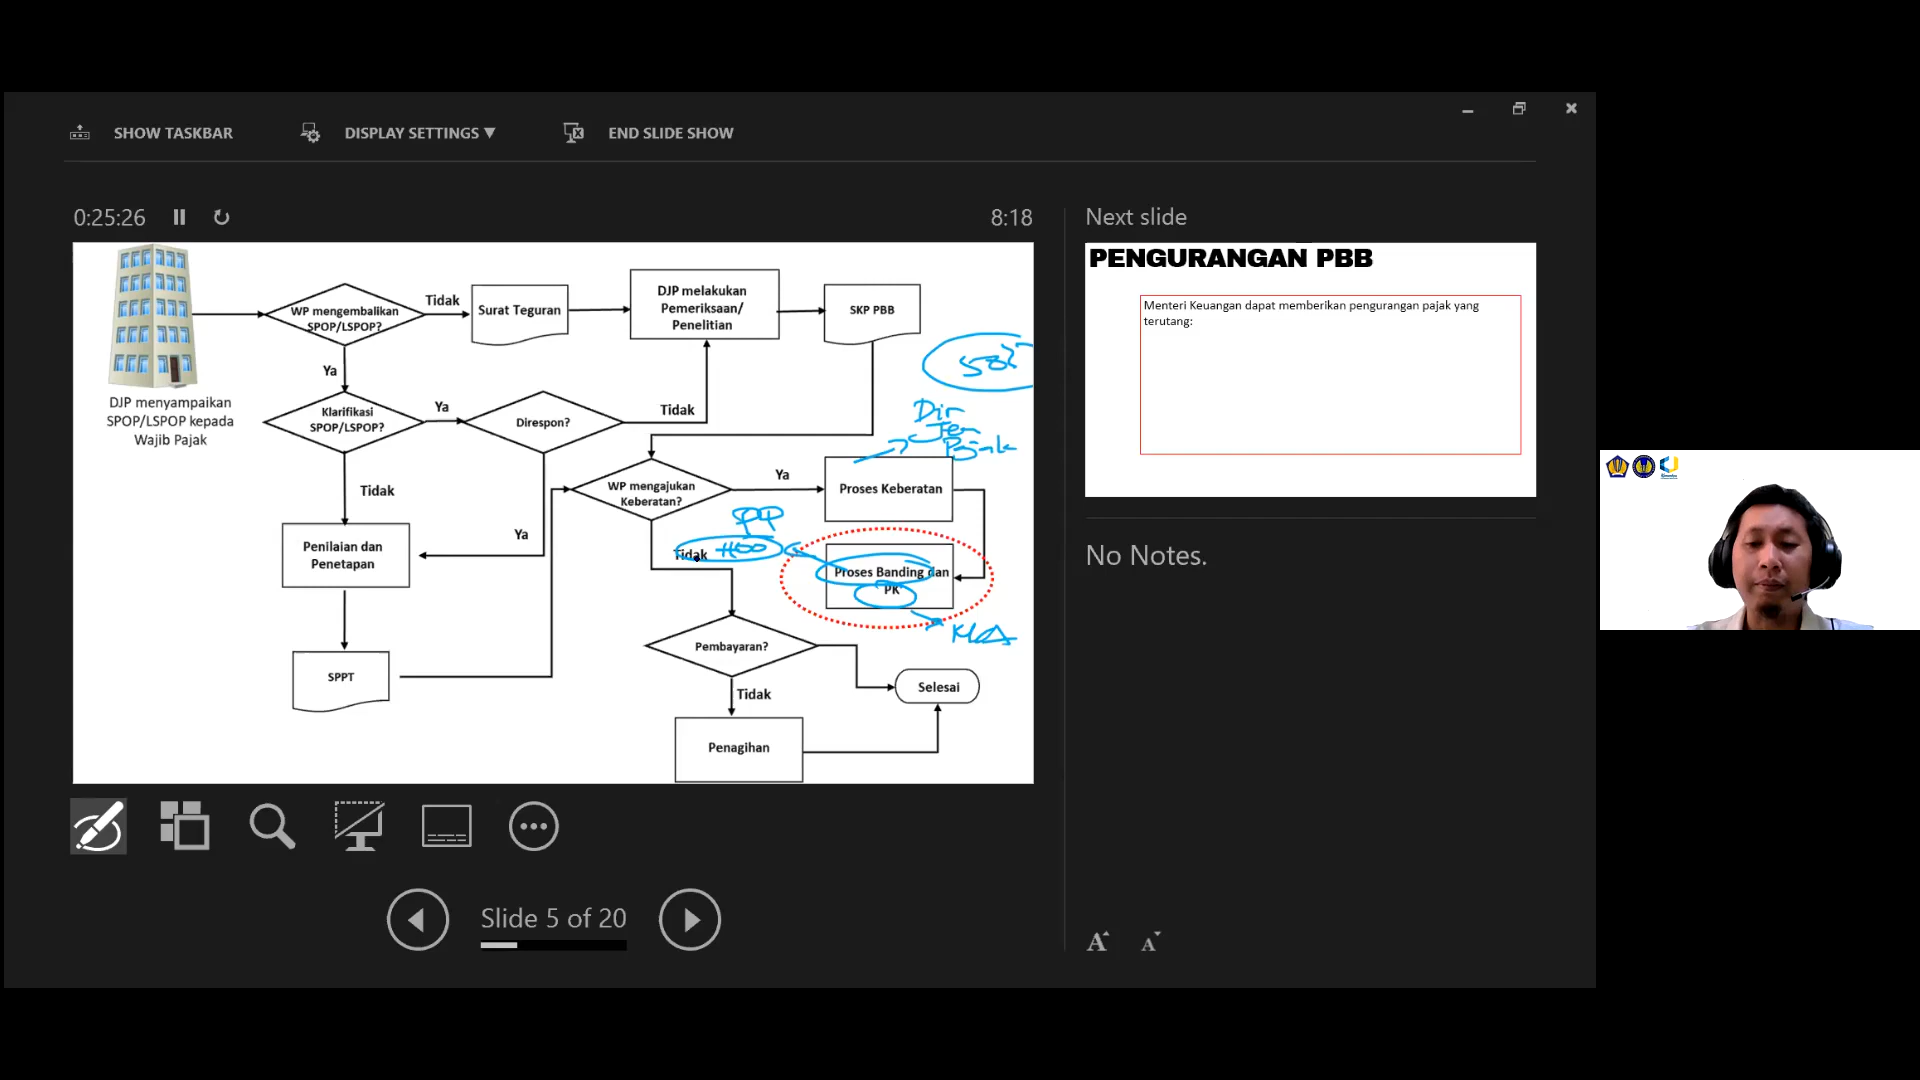 SHOW TASKBAR
DISPLAY SETTINGS ▼
END SLIDE SHOW
0:25:26
8:18
Next slide
WP mengembalikan
SPOP/LSPOP?
Tidak
Surat Teguran
DJP melakukan
Pemeriksaan/
Penelitian
SKP PBB
Ya
DJP menyampaikan
SPOP/LSPOP kepada
Wajib Pajak
Klarifikasi
SPOP/LSPOP?
Ya
Direspon?
Tidak
Dir
Jen
Pajak
Tidak
WP mengajukan
Keberatan?
Ya
Proses Keberatan
Ya
PP
Tidak
Penilaian dan
Penetapan
Proses Banding dan
PK
Pembayaran?
SPPT
Tidak
Selesai
Penagihan
PENGURANGAN PBB
Menteri Keuangan dapat memberikan pengurangan pajak yang
terutang:
No Notes.
Slide 5 of 20
A
A